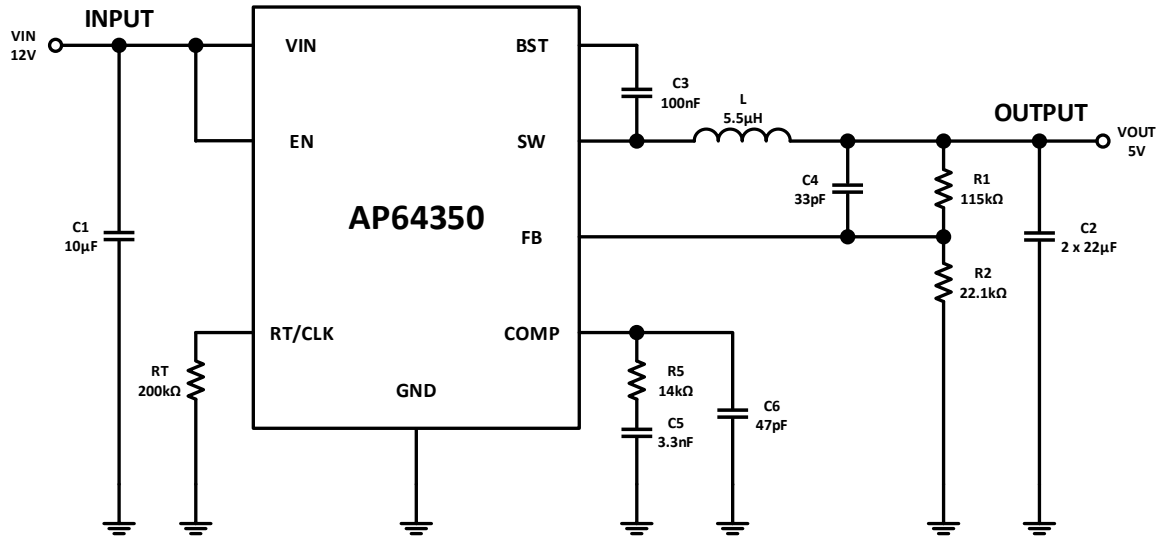 INPUT
VIN
12V
VIN
BST
C3
100nF
L
5.5µH
OUTPUT
VOUT
5V
EN
SW
C4
33pF
R1
115kΩ
AP64350
C1
10µF
FB
C2
2 x 22µF
R2
22.1kΩ
RT/CLK
COMP
RT
200kΩ
GND
R5
14kΩ
C6
47pF
C5
3.3nF